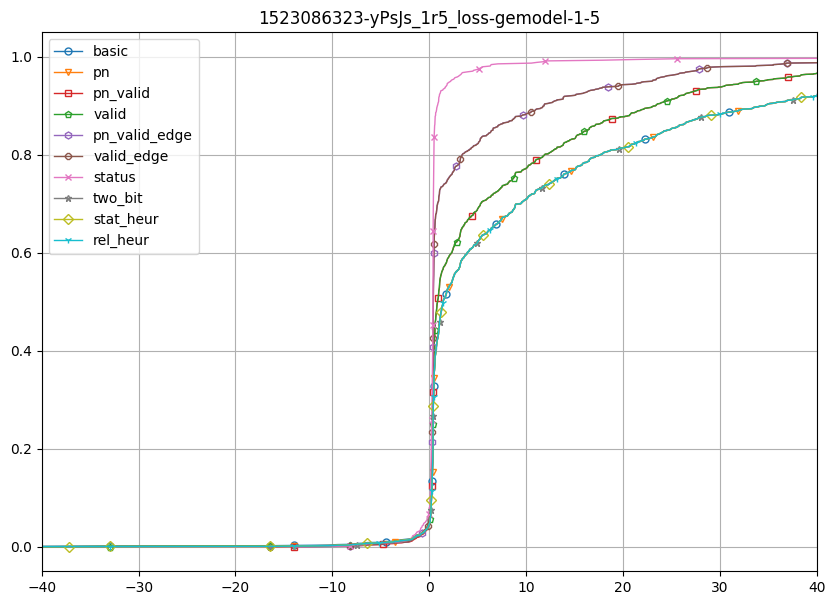 1523086323-yPsJs_1r5_loss-gemodel-1-5
basic
pn
pn_valid
valid
pn_valid_edge
valid_edge
status
two_bit
stat_heur
rel_heur
1.0
0.8
0.6
0.4
0.2
0.0
−40
−30
−20
−10
0
10
20
30
40